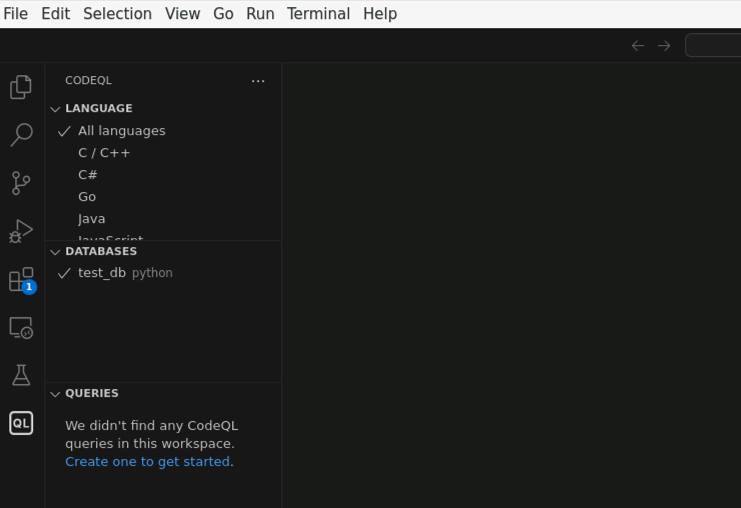 File Edit Selection View Go Run Terminal Help
CODEQL
LANGUAGE
All languages
C / C++
C#
Go
Java
JavaScript
DATABASES
test_db python
1
QUERIES
QL
We didn't find any CodeQL
queries in this workspace.
Create one to get started.